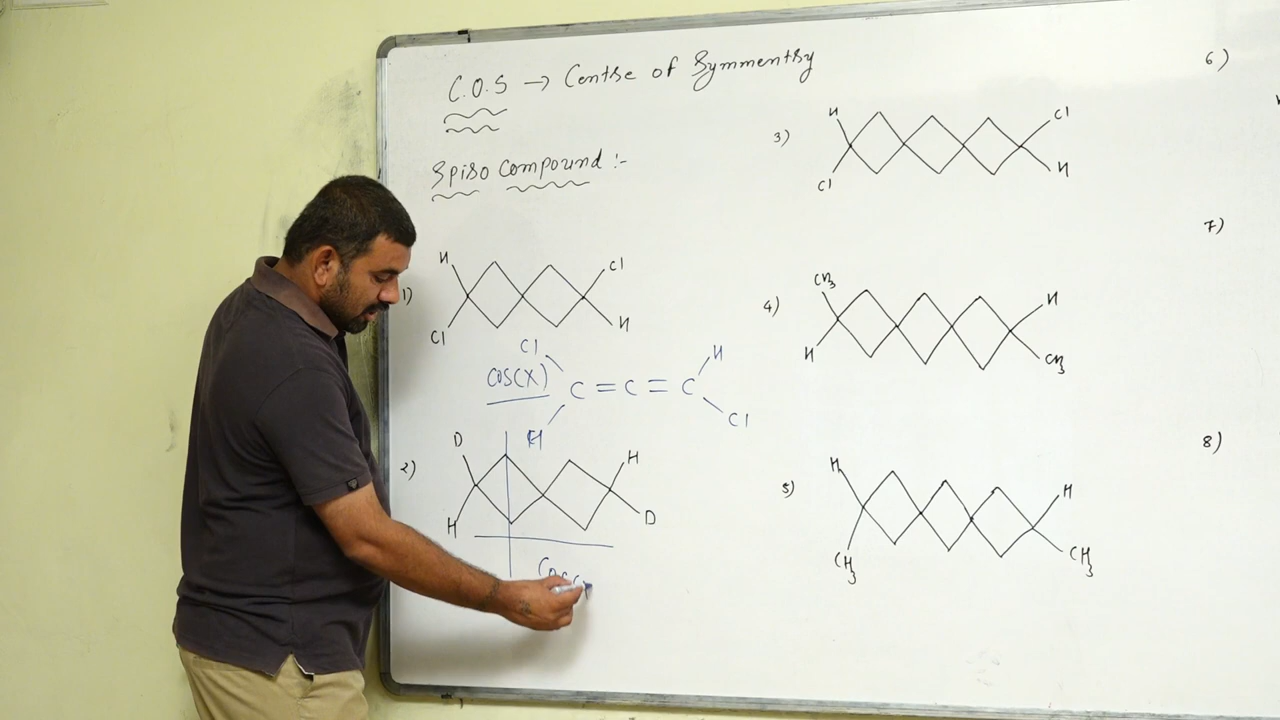 C.O.S → Centre of Symmentry
Spiro Compound :-
1)
H
Cl
Cl
H
COS(X)
Cl
H
C = C = C
H
Cl
2)
D
H
H
D
3)
H
Cl
Cl
H
4)
CH3
H
H
CH3
5)
H
CH3
H
CH3
6)
7)
8)